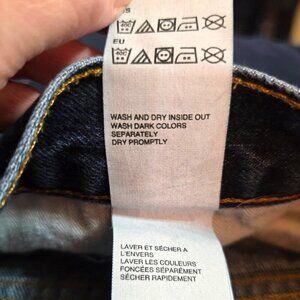 EU
WASH AND DRY INSIDE OUT
WASH DARK COLORS
SEPARATELY
DRY PROMPTLY
LAVER ET SÉCHER À
L'ENVERS
LAVER LES COULEURS
FONCÉES SÉPARÉMENT
SÉCHER RAPIDEMENT